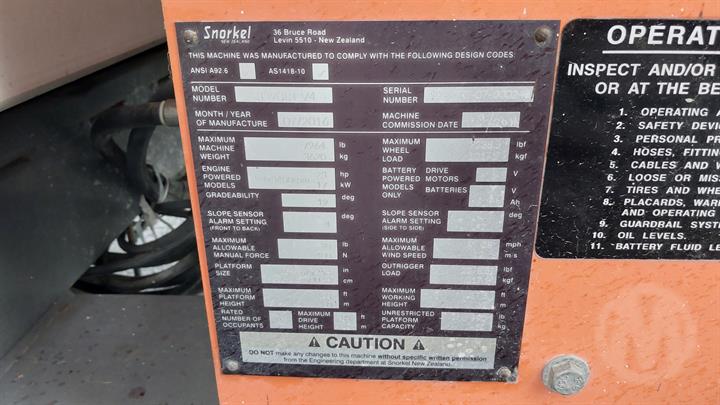 Snorkel
NEW ZEALAND
36 Bruce Road
Levin 5510 - New Zealand
THIS MACHINE WAS MANUFACTURED TO COMPLY WITH THE FOLLOWING DESIGN CODES:
ANSI A92.6 AS1418-10
MODEL NUMBER
SERIAL NUMBER
MONTH / YEAR OF MANUFACTURE 07/2016
MACHINE COMMISSION DATE
MAXIMUM MACHINE WEIGHT lb kg
MAXIMUM WHEEL LOAD lbf kgf
ENGINE POWERED MODELS hp 17 kW
BATTERY POWERED MODELS ONLY DRIVE MOTORS V BATTERIES V Ah
GRADEABILITY 19 deg
SLOPE SENSOR ALARM SETTING (FRONT TO BACK) deg
SLOPE SENSOR ALARM SETTING (SIDE TO SIDE) deg
MAXIMUM ALLOWABLE MANUAL FORCE lb N
MAXIMUM ALLOWABLE WIND SPEED mph m/s
PLATFORM SIZE in cm
OUTRIGGER LOAD lbf kgf
MAXIMUM PLATFORM HEIGHT ft m
MAXIMUM WORKING HEIGHT ft m
RATED NUMBER OF OCCUPANTS
MAXIMUM DRIVE HEIGHT ft m
UNRESTRICTED PLATFORM CAPACITY lb kg
CAUTION
DO NOT make any changes to this machine without specific written permission
from the Engineering department at Snorkel New Zealand.
OPERAT
INSPECT AND/OR
OR AT THE BE
1. OPERATING A
2. SAFETY DEVI
3. PERSONAL PR
4. HOSES, FITTIN
5. CABLES AND W
6. LOOSE OR MISS
7. TIRES AND WHE
8. PLACARDS, WAR
AND OPERATING
9. GUARDRAIL SYST
10. OIL LEVELS.
11. *BATTERY FLUID LE